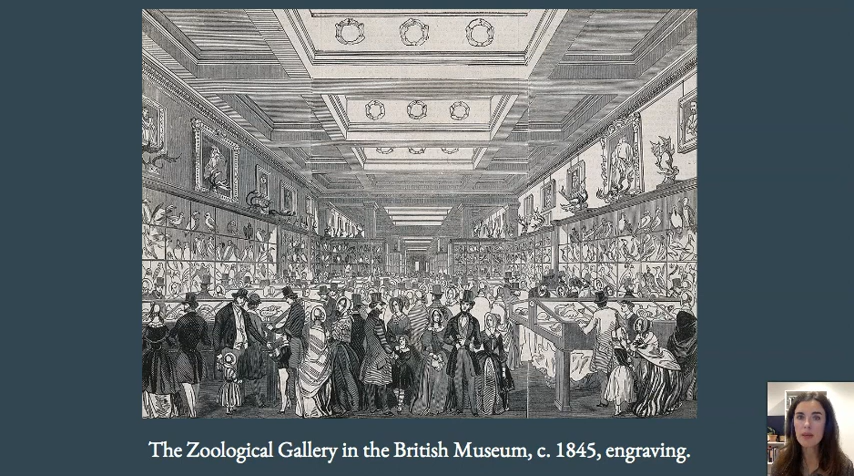 The Zoological Gallery in the British Museum, c. 1845, engraving.